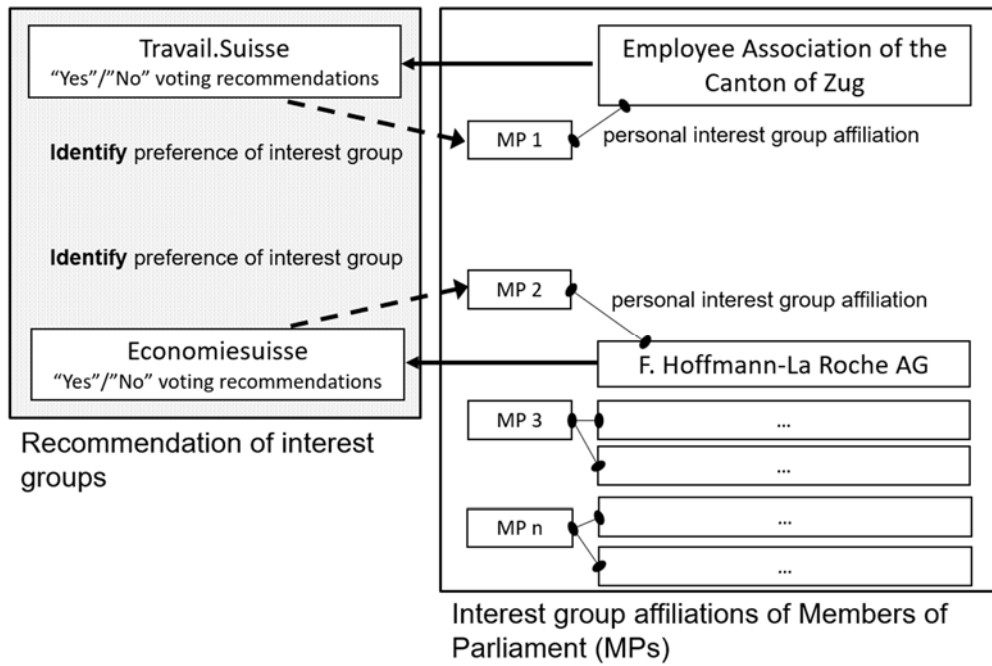 Travail.Suisse
“Yes”/”No” voting recommendations
Identify preference of interest group
Identify preference of interest group
Economiesuisse
“Yes”/”No” voting recommendations
Recommendation of interest
groups
Employee Association of the
Canton of Zug
MP 1
personal interest group affiliation
MP 2
personal interest group affiliation
F. Hoffmann-La Roche AG
MP 3
...
...
MP n
...
...
Interest group affiliations of Members of
Parliament (MPs)